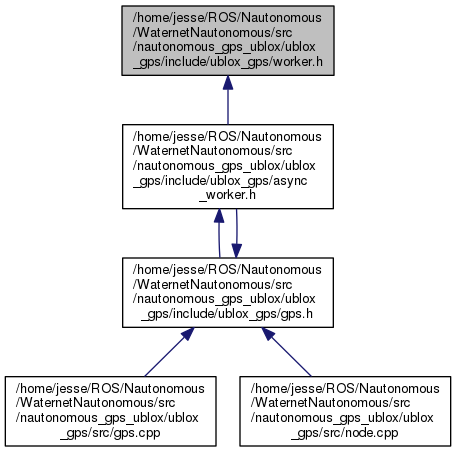 /home/jesse/ROS/Nautonomous
/WaternetNautonomous/src
/nautonomous_gps_ublox/ublox
_gps/include/ublox_gps/worker.h
/home/jesse/ROS/Nautonomous
/WaternetNautonomous/src
/nautonomous_gps_ublox/ublox
_gps/include/ublox_gps/async
_worker.h
/home/jesse/ROS/Nautonomous
/WaternetNautonomous/src
/nautonomous_gps_ublox/ublox
_gps/include/ublox_gps/gps.h
/home/jesse/ROS/Nautonomous
/WaternetNautonomous/src
/nautonomous_gps_ublox/ublox
_gps/src/gps.cpp
/home/jesse/ROS/Nautonomous
/WaternetNautonomous/src
/nautonomous_gps_ublox/ublox
_gps/src/node.cpp